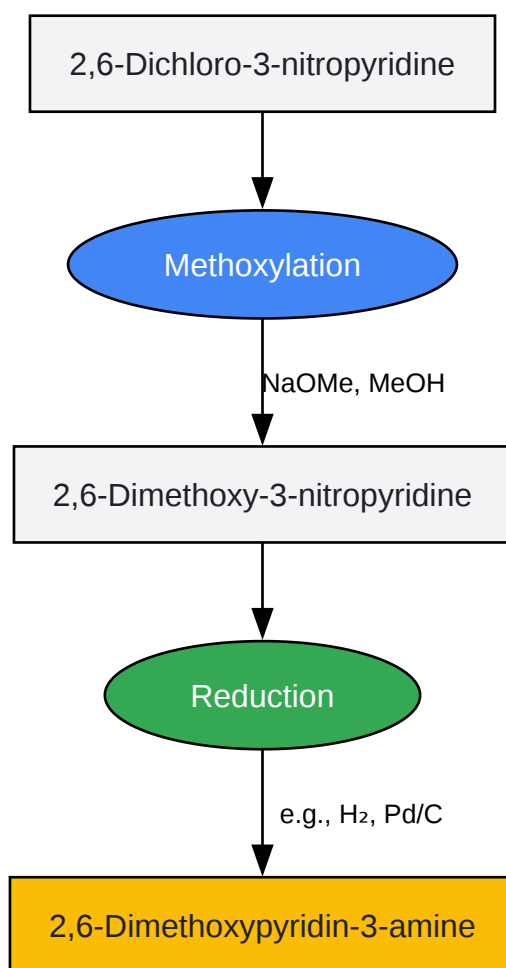 2,6-Dichloro-3-nitropyridine
Methoxylation
NaOMe, MeOH
2,6-Dimethoxy-3-nitropyridine
Reduction
e.g., H₂, Pd/C
2,6-Dimethoxypyridin-3-amine